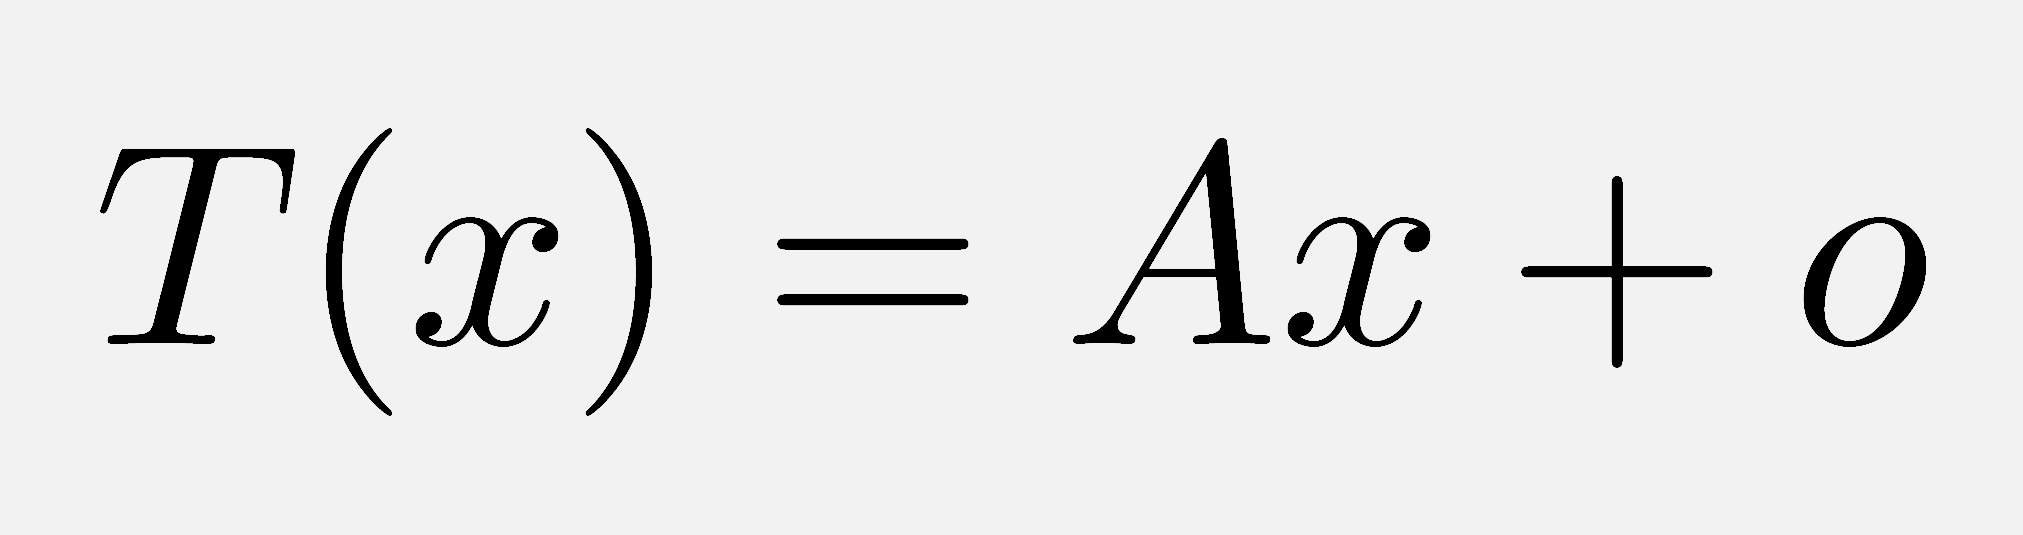 T(x) = Ax + o